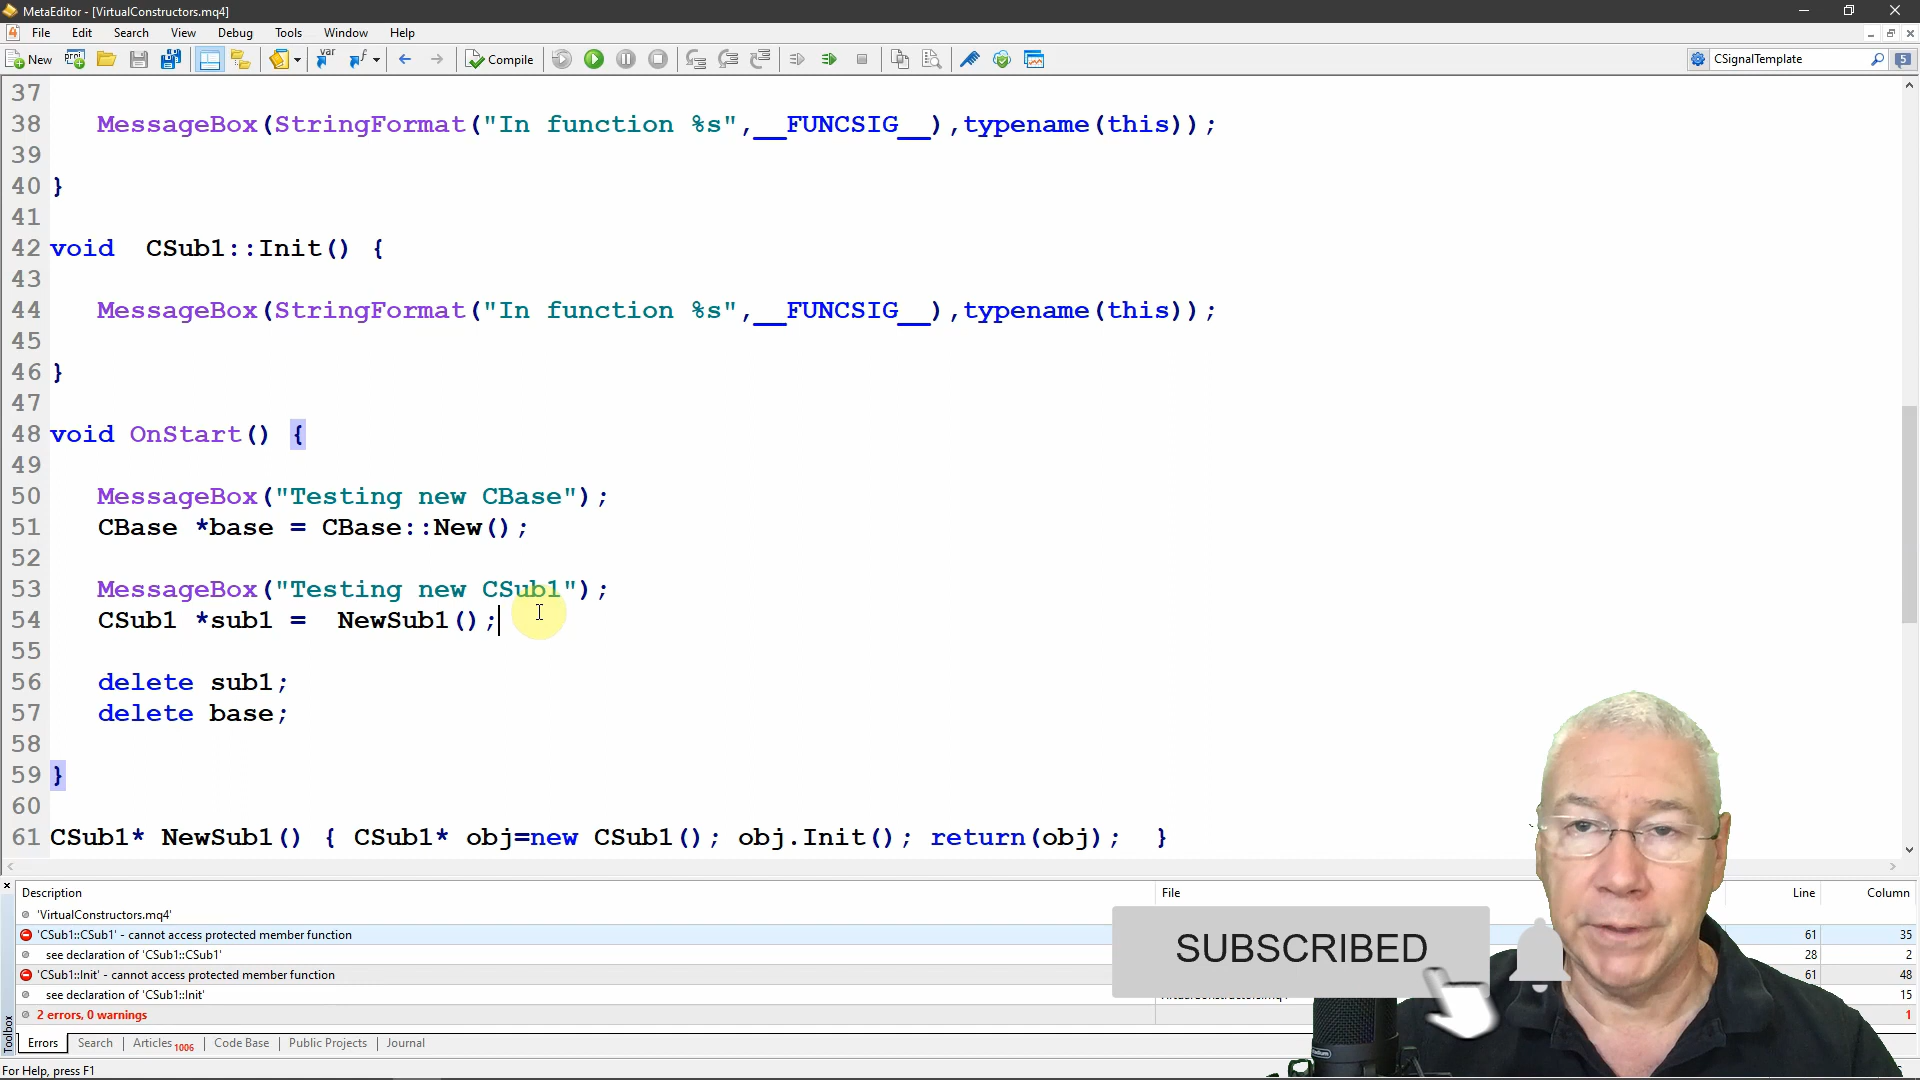 MetaEditor - [VirtualConstructors.mq4]
File Edit Search View Debug Tools Window Help
New Compile CSignalTemplate 5
37
38 MessageBox(StringFormat("In function %s",__FUNCSIG__),typename(this));
39
40 }
41
42 void CSub1::Init() {
43
44 MessageBox(StringFormat("In function %s",__FUNCSIG__),typename(this));
45
46 }
47
48 void OnStart() {
49
50 MessageBox("Testing new CBase");
51 CBase *base = CBase::New();
52
53 MessageBox("Testing new CSub1");
54 CSub1 *sub1 = NewSub1();
55
56 delete sub1;
57 delete base;
58
59 }
60
61 CSub1* NewSub1() { CSub1* obj=new CSub1(); obj.Init(); return(obj); }
Description File Line Column
'VirtualConstructors.mq4'
'CSub1::CSub1' - cannot access protected member function 61 35
see declaration of 'CSub1::CSub1' 28 2
'CSub1::Init' - cannot access protected member function 61 48
see declaration of 'CSub1::Init' 15
2 errors, 0 warnings 1
SUBSCRIBED
Toolbox
Errors Search Articles 1006 Code Base Public Projects Journal
For Help, press F1